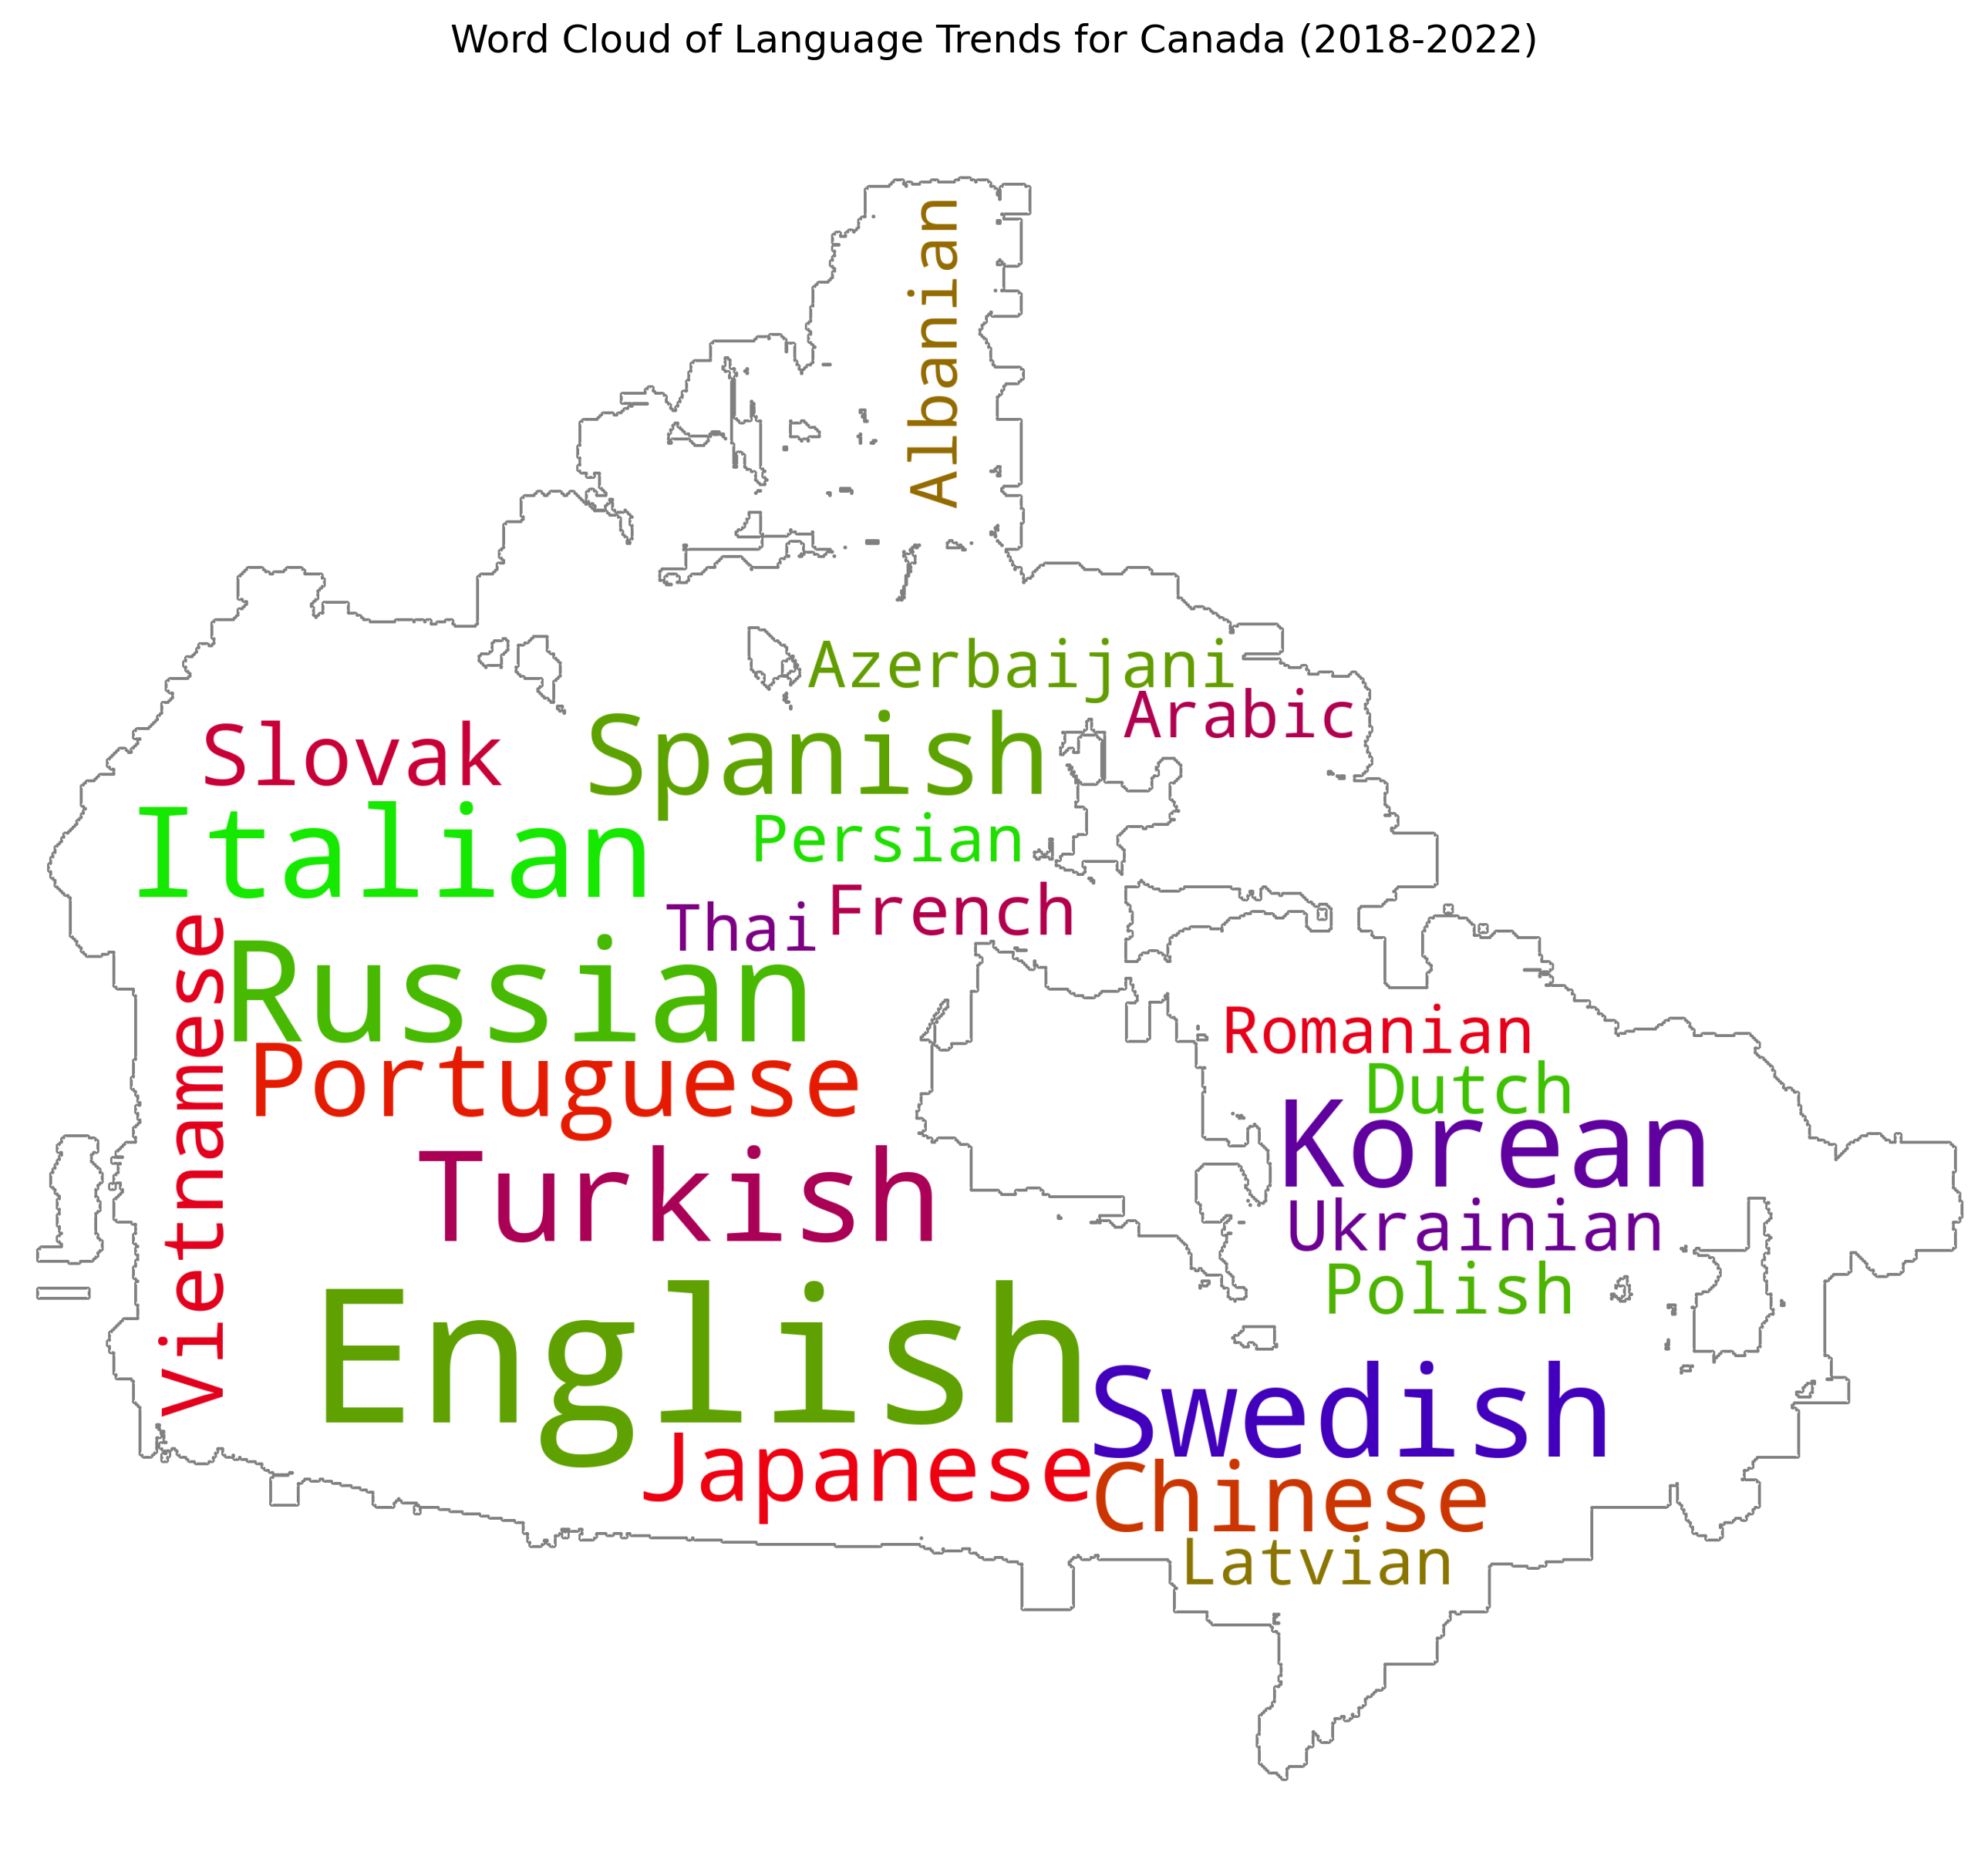 Word Cloud of Language Trends for Canada (2018-2022)
Albanian
Azerbaijani
Arabic
Slovak
Spanish
Italian
Persian
Thai
French
Vietnamese
Russian
Romanian
Portuguese
Dutch
Korean
Turkish
Ukrainian
Polish
English
Swedish
Japanese
Chinese
Latvian